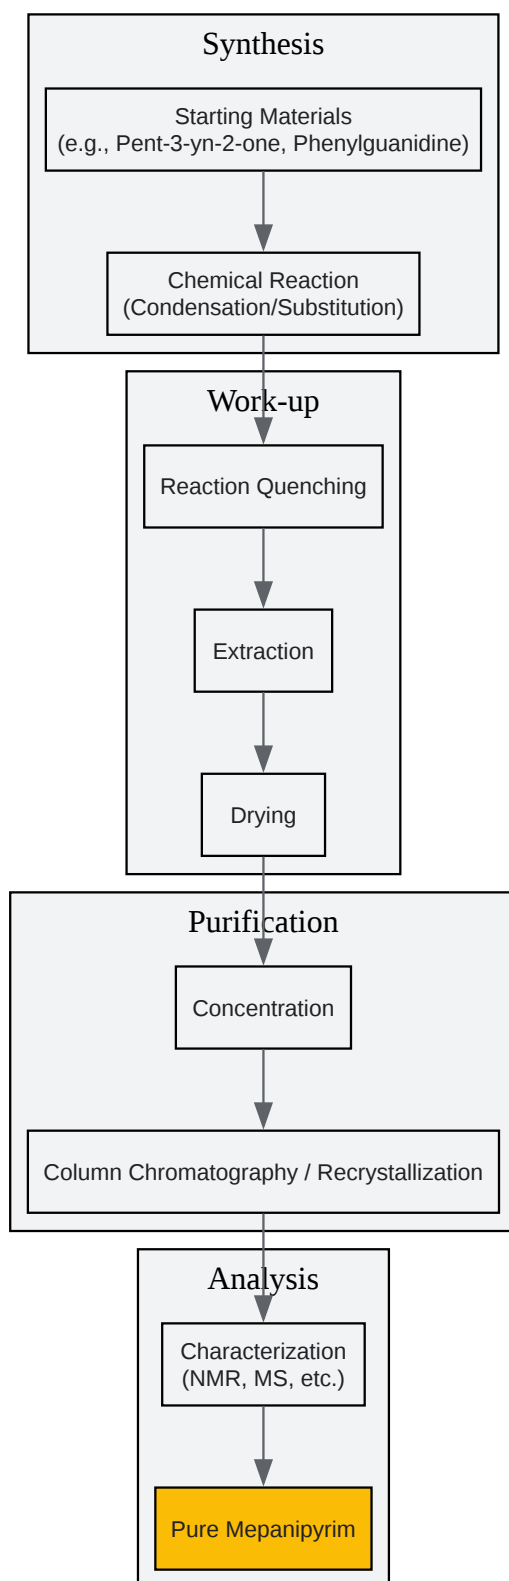 Synthesis
Starting Materials
(e.g., Pent-3-yn-2-one, Phenylguanidine)
Chemical Reaction
(Condensation/Substitution)
Work-up
Reaction Quenching
Extraction
Drying
Purification
Concentration
Column Chromatography / Recrystallization
Analysis
Characterization
(NMR, MS, etc.)
Pure Mepanipyrim